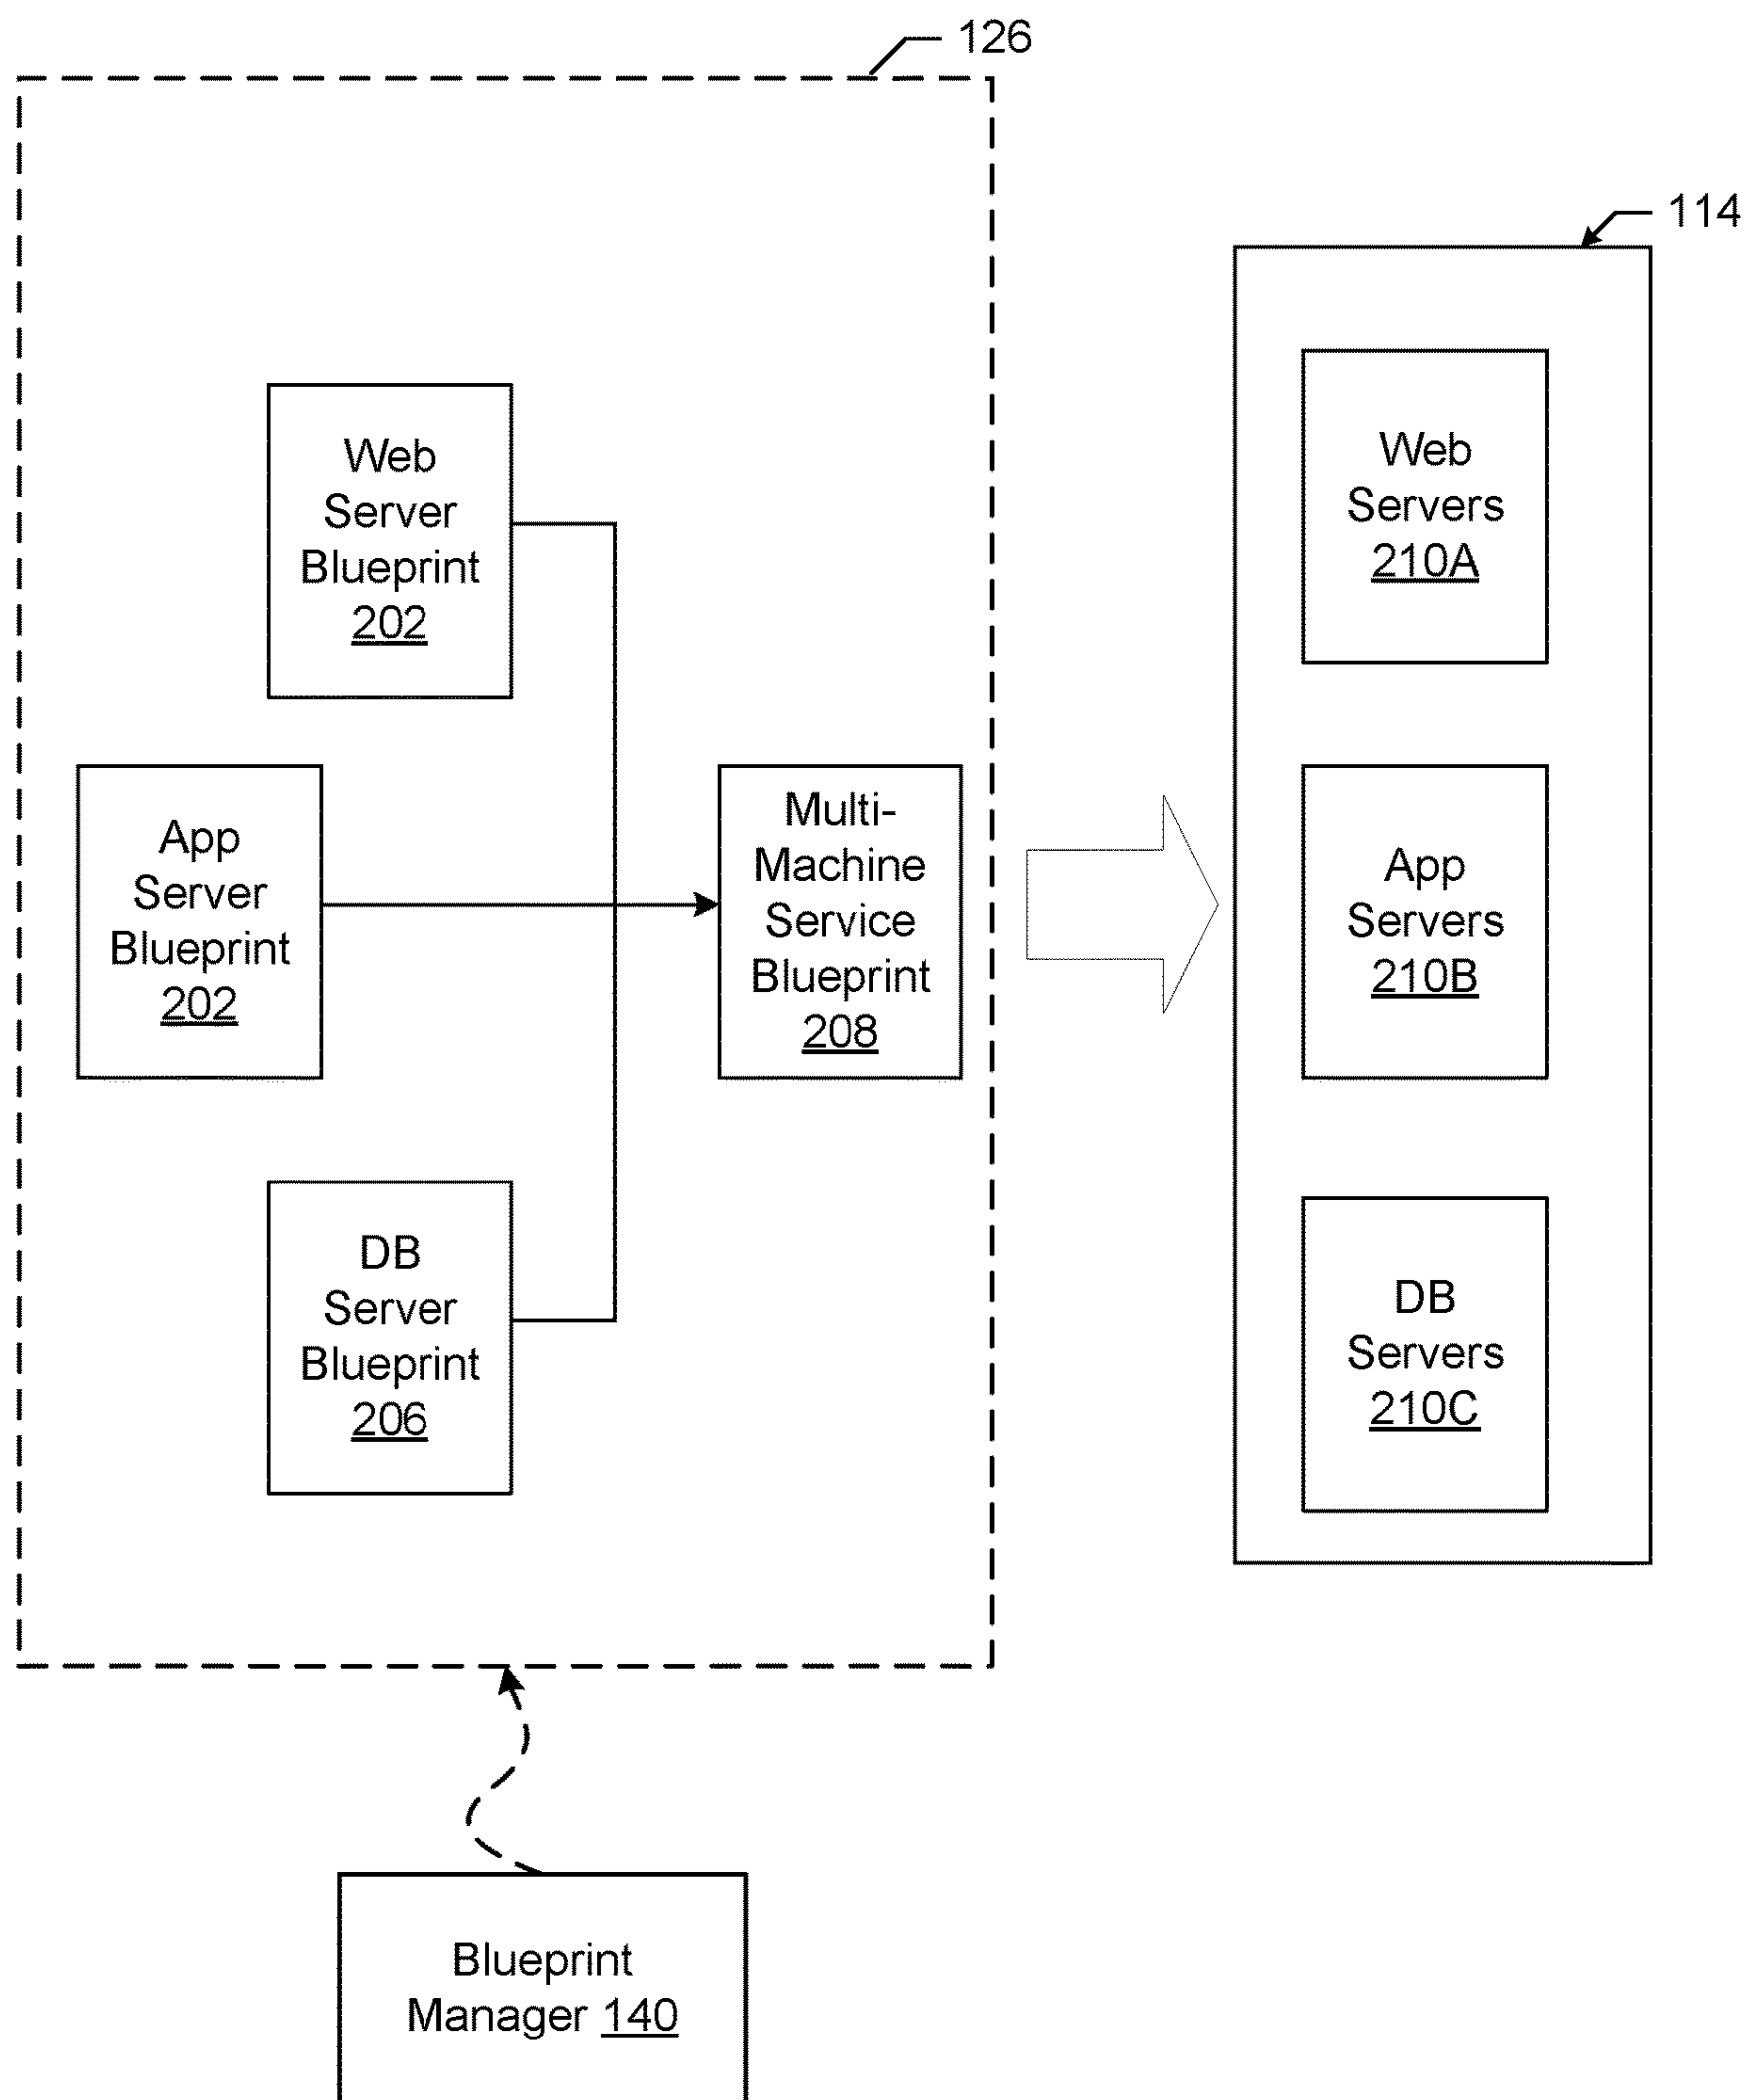 126
114
Web
Server
Blueprint
202
App
Server
Blueprint
202
DB
Server
Blueprint
206
Multi-
Machine
Service
Blueprint
208
Web
Servers
210A
App
Servers
210B
DB
Servers
210C
Blueprint
Manager 140